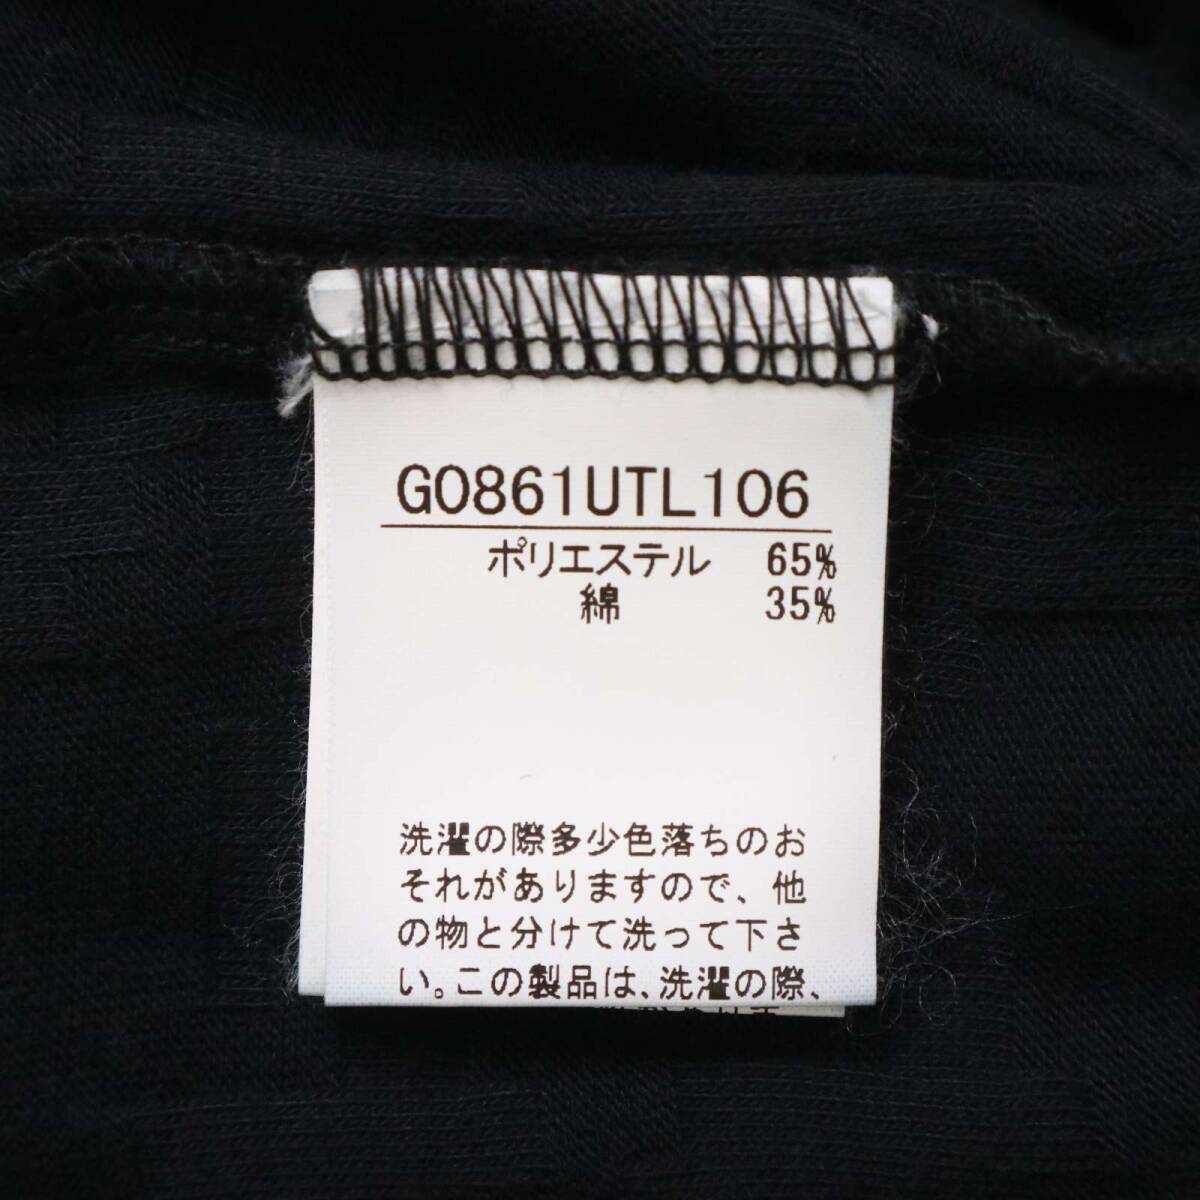 G0861UTL106
ポリエステル 65%
綿 35%
洗濯の際多少色落ちのお
それがありますので、他
の物と分けて洗って下さ
い。この製品は、洗濯の際、